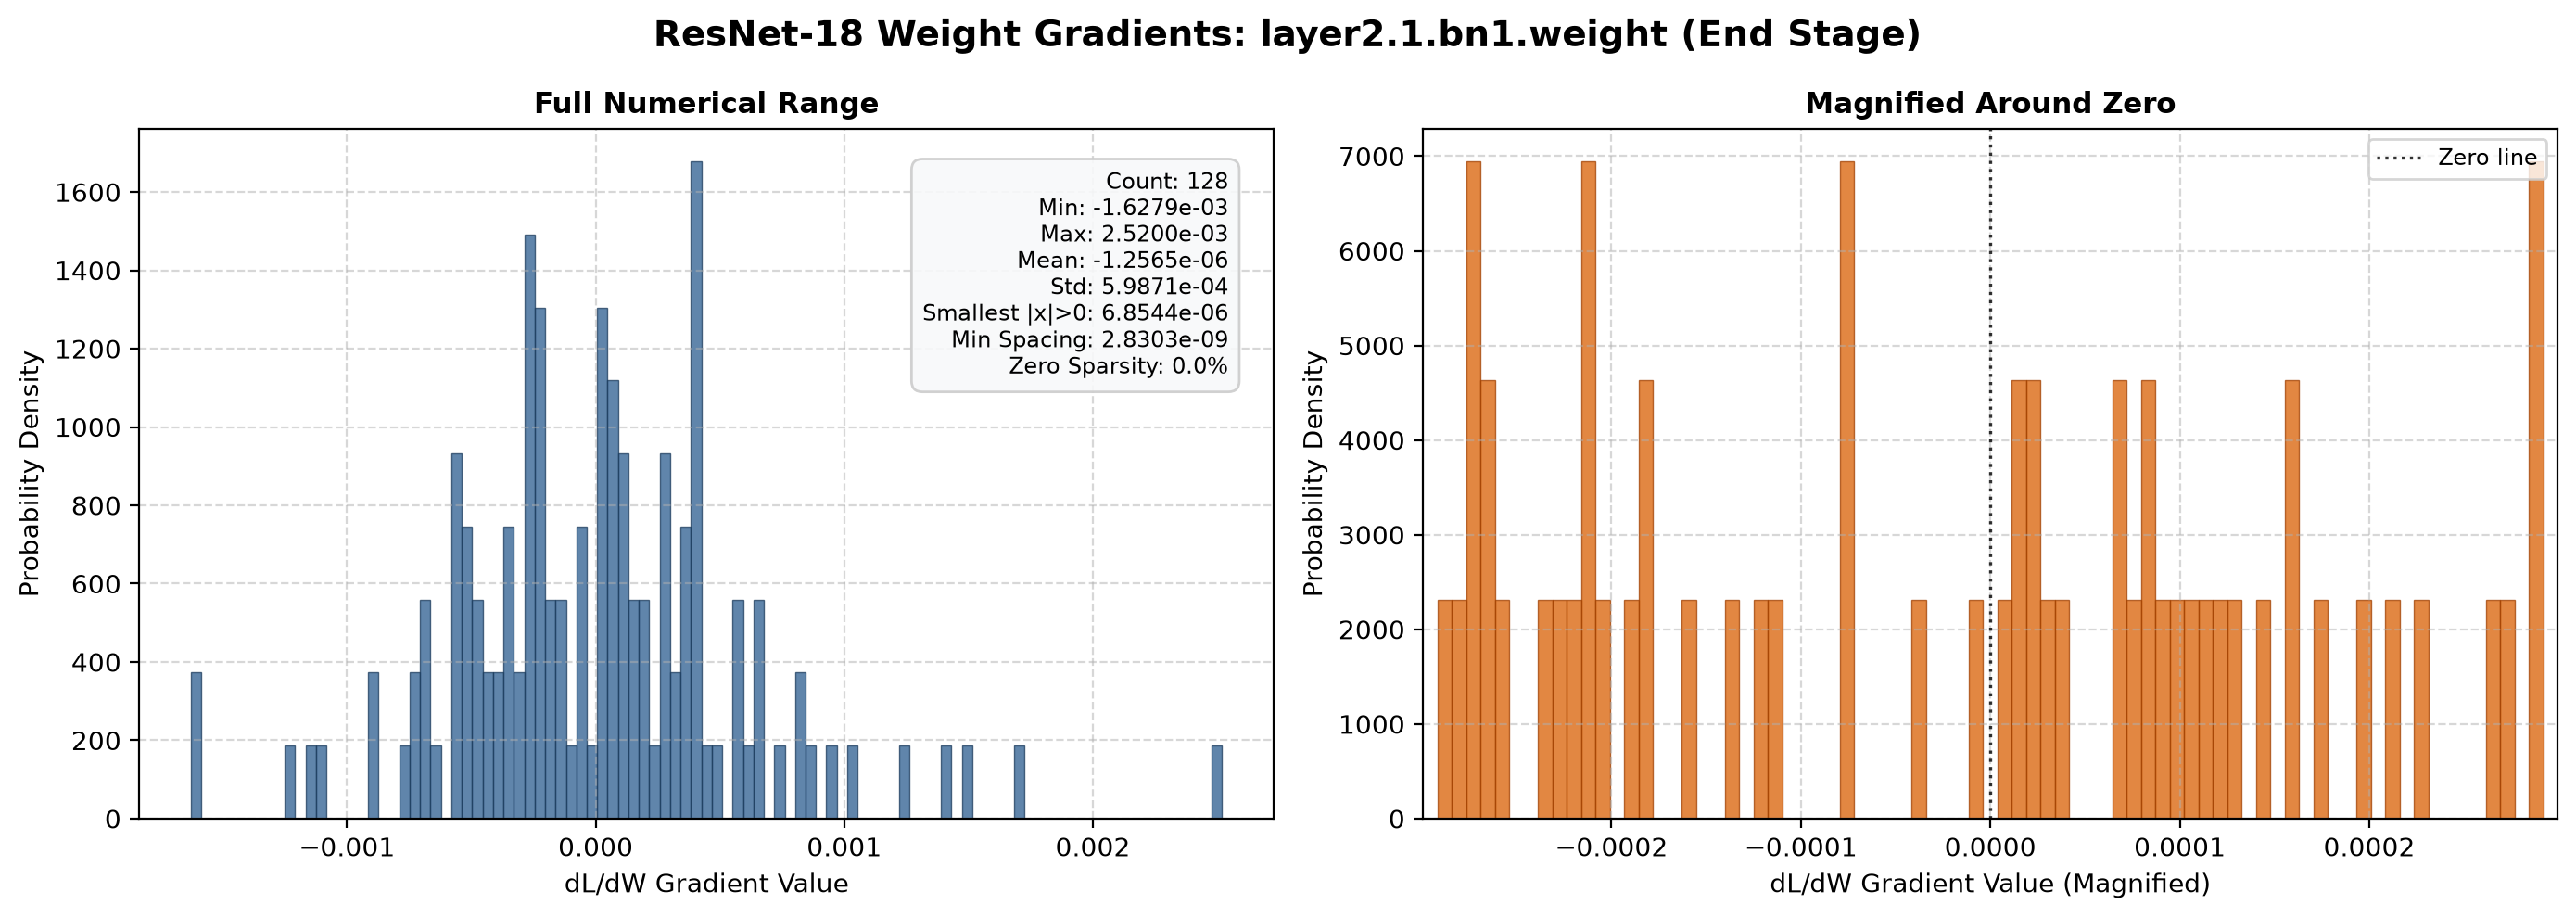 ResNet-18 Weight Gradients: layer2.1.bn1.weight (End Stage)
Full Numerical Range
Probability Density
1600
1400
1200
1000
800
600
400
200
0
Count: 128
Min: -1.6279e-03
Max: 2.5200e-03
Mean: -1.2565e-06
Std: 5.9871e-04
Smallest |x|>0: 6.8544e-06
Min Spacing: 2.8303e-09
Zero Sparsity: 0.0%
−0.001 0.000 0.001 0.002
dL/dW Gradient Value
Magnified Around Zero
Probability Density
7000
6000
5000
4000
3000
2000
1000
0
Zero line
−0.0002 −0.0001 0.0000 0.0001 0.0002
dL/dW Gradient Value (Magnified)